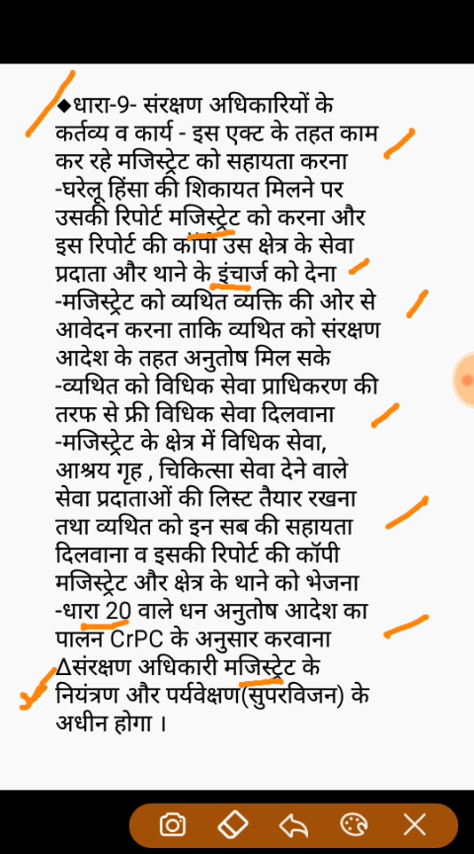 ◆धारा-9- संरक्षण अधिकारियों के
कर्तव्य व कार्य - इस एक्ट के तहत काम
कर रहे मजिस्ट्रेट को सहायता करना
-घरेलू हिंसा की शिकायत मिलने पर
उसकी रिपोर्ट मजिस्ट्रेट को करना और
इस रिपोर्ट की कॉपी उस क्षेत्र के सेवा
प्रदाता और थाने के इंचार्ज को देना
-मजिस्ट्रेट को व्यथित व्यक्ति की ओर से
आवेदन करना ताकि व्यथित को संरक्षण
आदेश के तहत अनुतोष मिल सके
-व्यथित को विधिक सेवा प्राधिकरण की
तरफ से फ्री विधिक सेवा दिलवाना
-मजिस्ट्रेट के क्षेत्र में विधिक सेवा,
आश्रय गृह , चिकित्सा सेवा देने वाले
सेवा प्रदाताओं की लिस्ट तैयार रखना
तथा व्यथित को इन सब की सहायता
दिलवाना व इसकी रिपोर्ट की कॉपी
मजिस्ट्रेट और क्षेत्र के थाने को भेजना
-धारा 20 वाले धन अनुतोष आदेश का
पालन CrPC के अनुसार करवाना
∆संरक्षण अधिकारी मजिस्ट्रेट के
नियंत्रण और पर्यवेक्षण(सुपरविजन) के
अधीन होगा ।